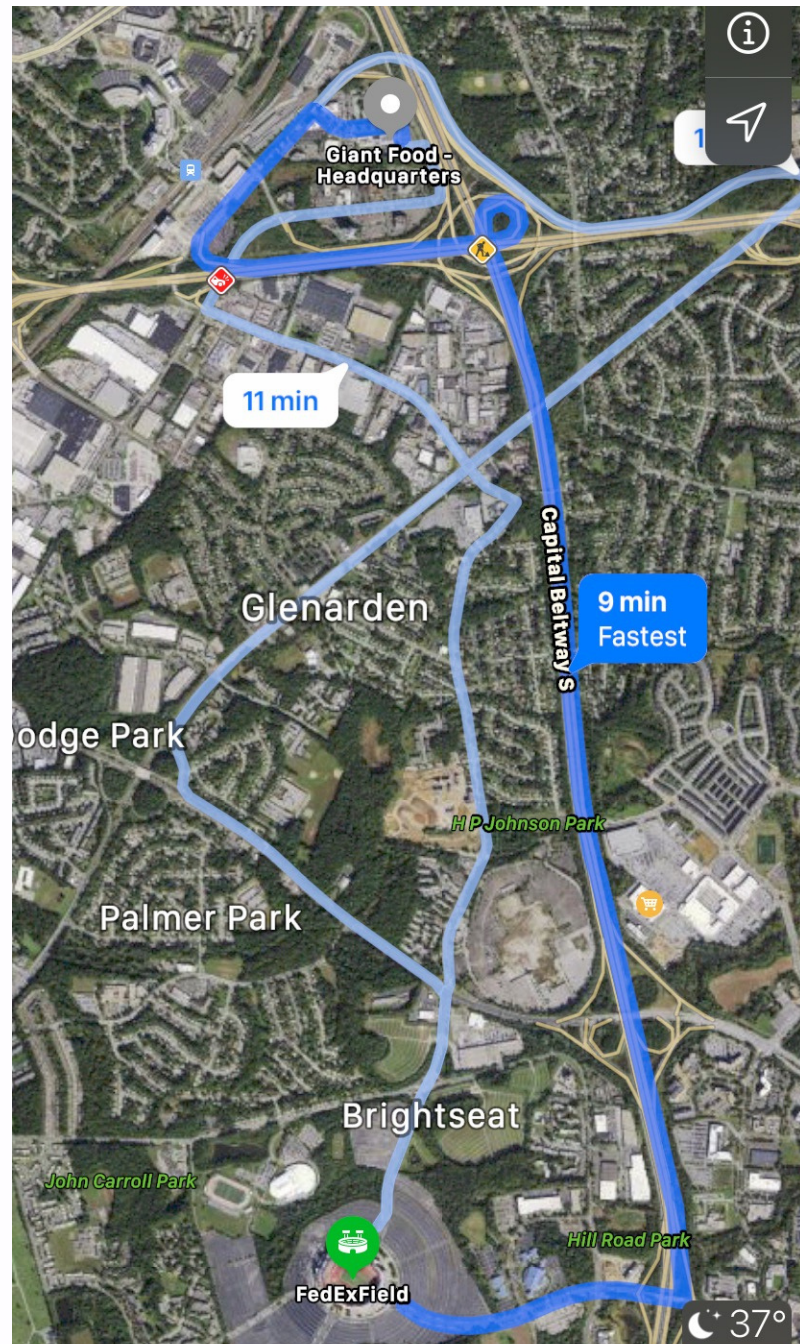 Giant Food -
Headquarters
1
11 min
Capital Beltway S
9 min
Fastest
Glenarden
odge Park
H P Johnson Park
Palmer Park
Brightseat
John Carroll Park
Hill Road Park
FedExField
37°